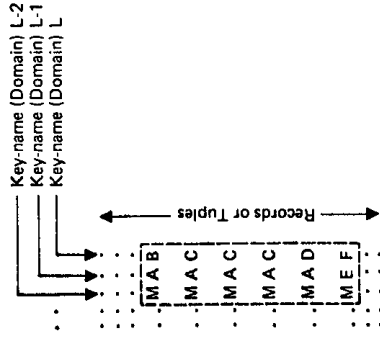 Key-name (Domain) L-2
Key-name (Domain) L-1
Key-name (Domain) L
Records or Tuples
M A B
M A C
M A C
M A C
M A D
M E F